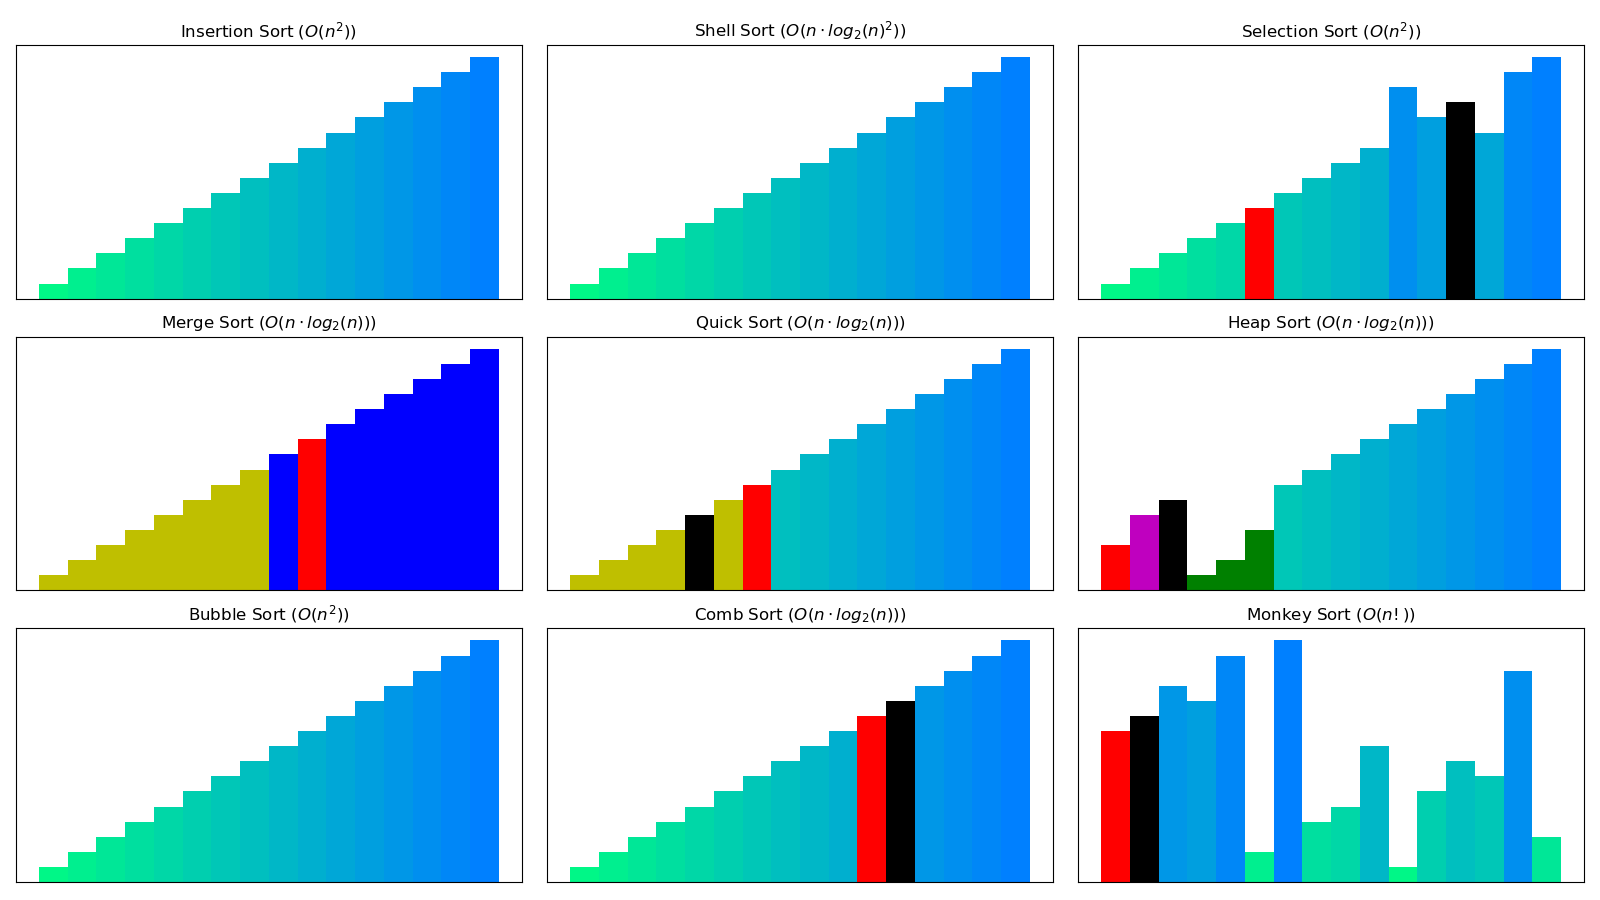 Insertion Sort (O(n²))
Shell Sort (O(n · log₂(n)²))
Selection Sort (O(n²))
Merge Sort (O(n · log₂(n)))
Quick Sort (O(n · log₂(n)))
Heap Sort (O(n · log₂(n)))
Bubble Sort (O(n²))
Comb Sort (O(n · log₂(n)))
Monkey Sort (O(n!))